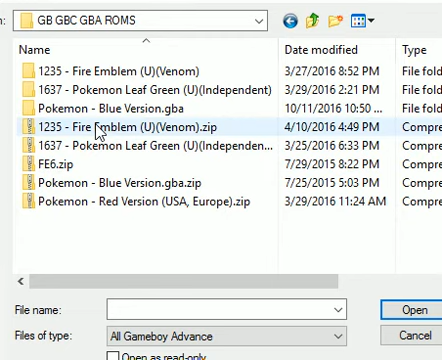 n:
GB GBC GBA ROMS
Name Date modified Type
1235 - Fire Emblem (U)(Venom) 3/27/2016 8:52 PM File fold
1637 - Pokemon Leaf Green (U)(Independent) 3/25/2016 2:21 PM File fold
Pokemon - Blue Version.gba 10/11/2016 10:50 ... File fold
1235 - Fire Emblem (U)(Venom).zip 4/10/2016 4:49 PM Compre
1637 - Pokemon Leaf Green (U)(Independen... 3/25/2016 6:33 PM Compre
FE6.zip 7/29/2015 8:22 PM Compre
Pokemon - Blue Version.gba.zip 7/25/2015 5:03 PM Compre
Pokemon - Red Version (USA, Europe).zip 3/29/2016 11:24 AM Compre
File name: Open
Files of type: All Gameboy Advance Cancel
Open as read-only